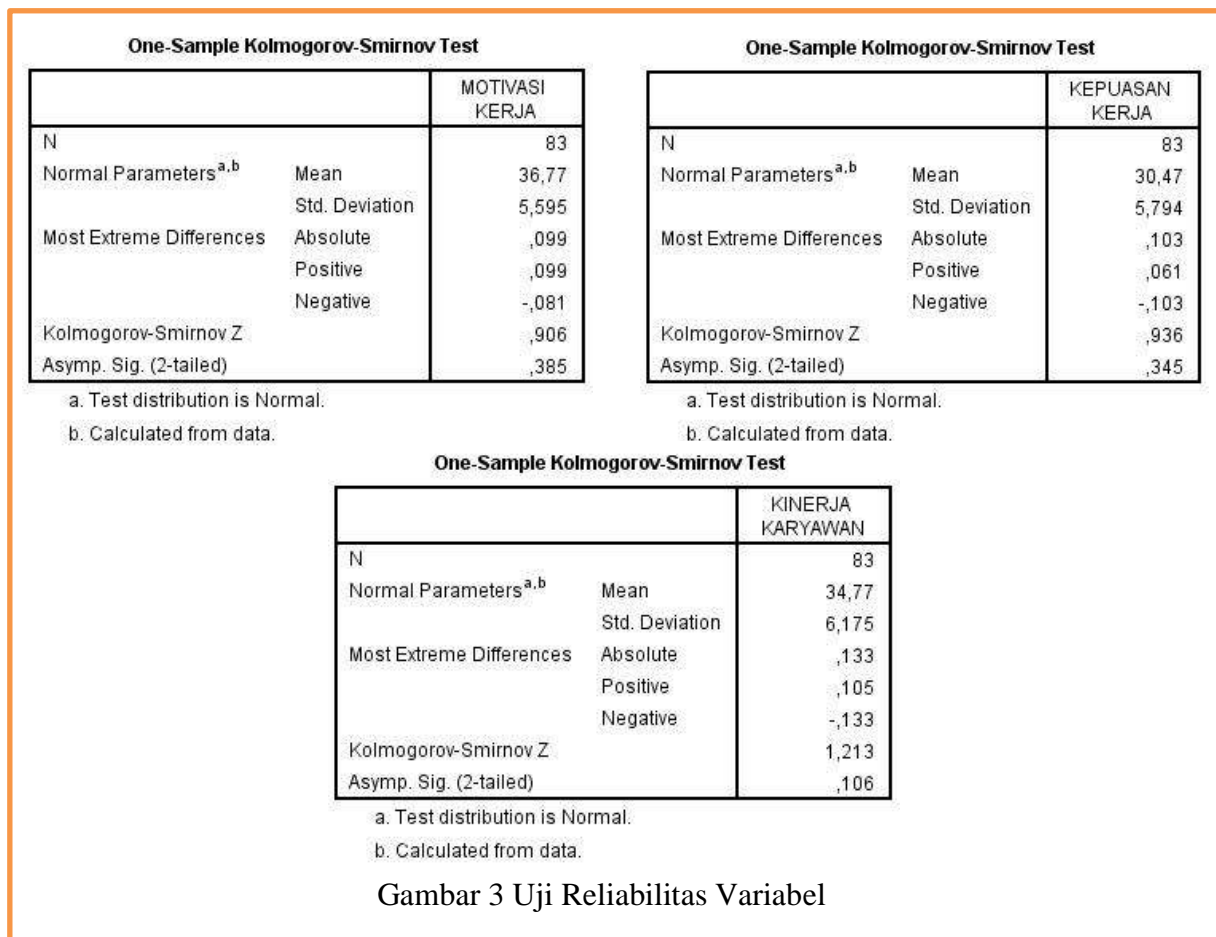 One-Sample Kolmogorov-Smirnov Test
MOTIVASI
KERJA
N 83
Normal Parameters a,b Mean 36,77
Std. Deviation 5,595
Most Extreme Differences Absolute ,099
Positive ,099
Negative -,081
Kolmogorov-Smirnov Z ,906
Asymp. Sig. (2-tailed) ,385
a. Test distribution is Normal.
b. Calculated from data.
One-Sample Kolmogorov-Smirnov Test
KEPUASAN
KERJA
N 83
Normal Parameters a,b Mean 30,47
Std. Deviation 5,794
Most Extreme Differences Absolute ,103
Positive ,061
Negative -,103
Kolmogorov-Smirnov Z ,936
Asymp. Sig. (2-tailed) ,345
a. Test distribution is Normal.
b. Calculated from data.
One-Sample Kolmogorov-Smirnov Test
KINERJA
KARYAWAN
N 83
Normal Parameters a,b Mean 34,77
Std. Deviation 6,175
Most Extreme Differences Absolute ,133
Positive ,105
Negative -,133
Kolmogorov-Smirnov Z 1,213
Asymp. Sig. (2-tailed) ,106
a. Test distribution is Normal.
b. Calculated from data.
Gambar 3 Uji Reliabilitas Variabel